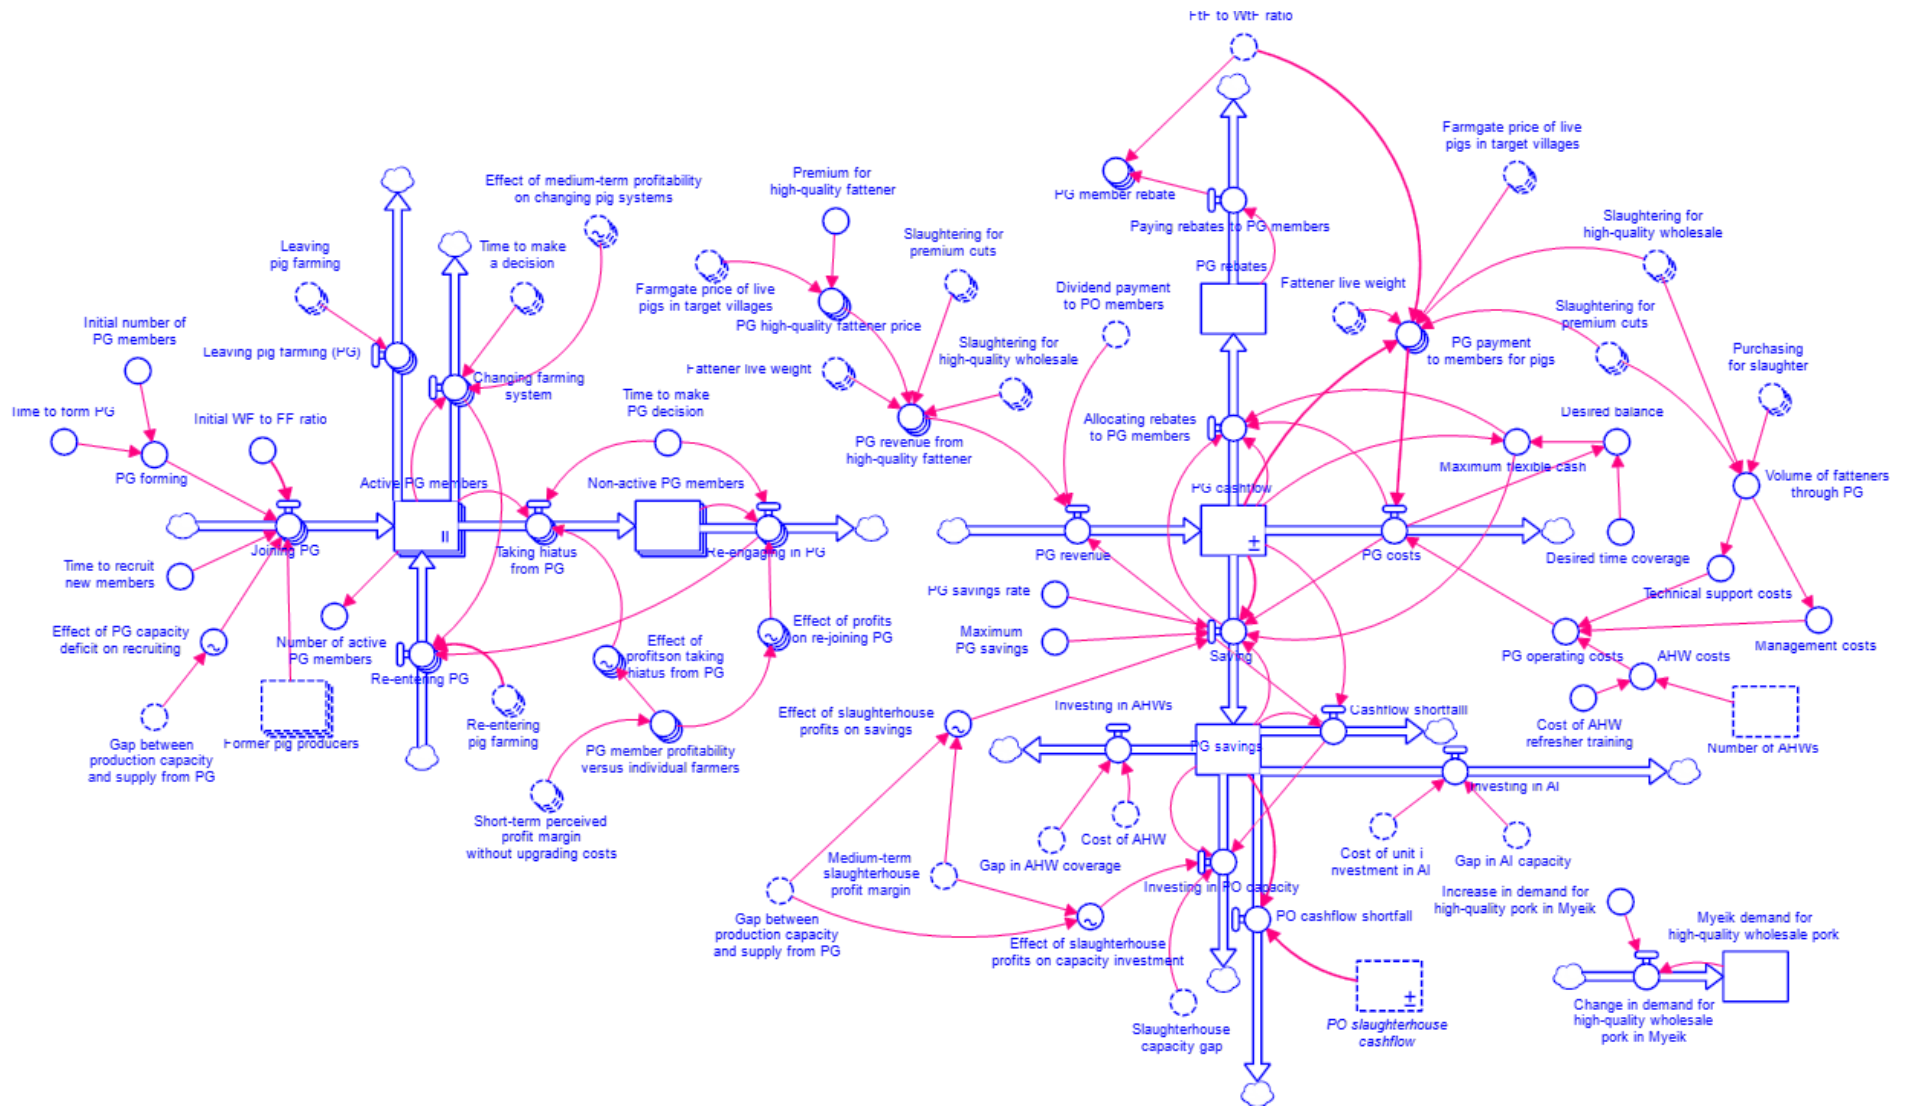 FtF to WtF ratio
Farmgate price of live
pigs in target villages
Premium for
high-quality fattener
Effect of medium-term profitability
on changing pig systems
PG member rebate
Paying rebates to PG members
Slaughtering for
high-quality wholesale
Leaving
pig farming
Time to make
a decision
Slaughtering for
premium cuts
Farmgate price of live
pigs in target villages
PG rebates
Fattener live weight
Dividend payment
to PO members
Slaughtering for
premium cuts
Initial number of
PG members
PG high-quality fattener price
Leaving pig farming (PG)
Slaughtering for
high-quality wholesale
PG payment
to members for pigs
Purchasing
for slaughter
Fattener live weight
Changing farming
system
Time to make
PG decision
Time to form PG
Initial WF to FF ratio
Allocating rebates
to PG members
Desired balance
PG revenue from
high-quality fattener
Maximum flexible cash
PG forming
Active PG members
Non-active PG members
PG cashflow
Volume of fatteners
through PG
Joining PG
Taking hiatus
from PG
Re-engaging in PG
PG revenue
±
PG costs
Desired time coverage
Time to recruit
new members
PG savings rate
Technical support costs
Effect of PG capacity
deficit on recruiting
Number of active
PG members
Effect of profits
on re-joining PG
Maximum
PG savings
Saving
Management costs
Effect of
profitson taking
hiatus from PG
PG operating costs
AHW costs
Re-entering PG
Re-entering
pig farming
Effect of slaughterhouse
profits on savings
Investing in AHWs
Cashflow shortfall
Cost of AHW
refresher training
Number of AHWs
Gap between
production capacity
and supply from PG
Former pig producers
PG member profitability
versus individual farmers
PG savings
Investing in AI
Short-term perceived
profit margin
without upgrading costs
Cost of AHW
Gap in AHW coverage
Cost of unit i
nvestment in AI
Gap in AI capacity
Medium-term
slaughterhouse
profit margin
Investing in PO capacity
Increase in demand for
high-quality pork in Myeik
Gap between
production capacity
and supply from PG
PO cashflow shortfall
Myeik demand for
high-quality wholesale pork
Effect of slaughterhouse
profits on capacity investment
±
Slaughterhouse
capacity gap
PO slaughterhouse
cashflow
Change in demand for
high-quality wholesale
pork in Myeik